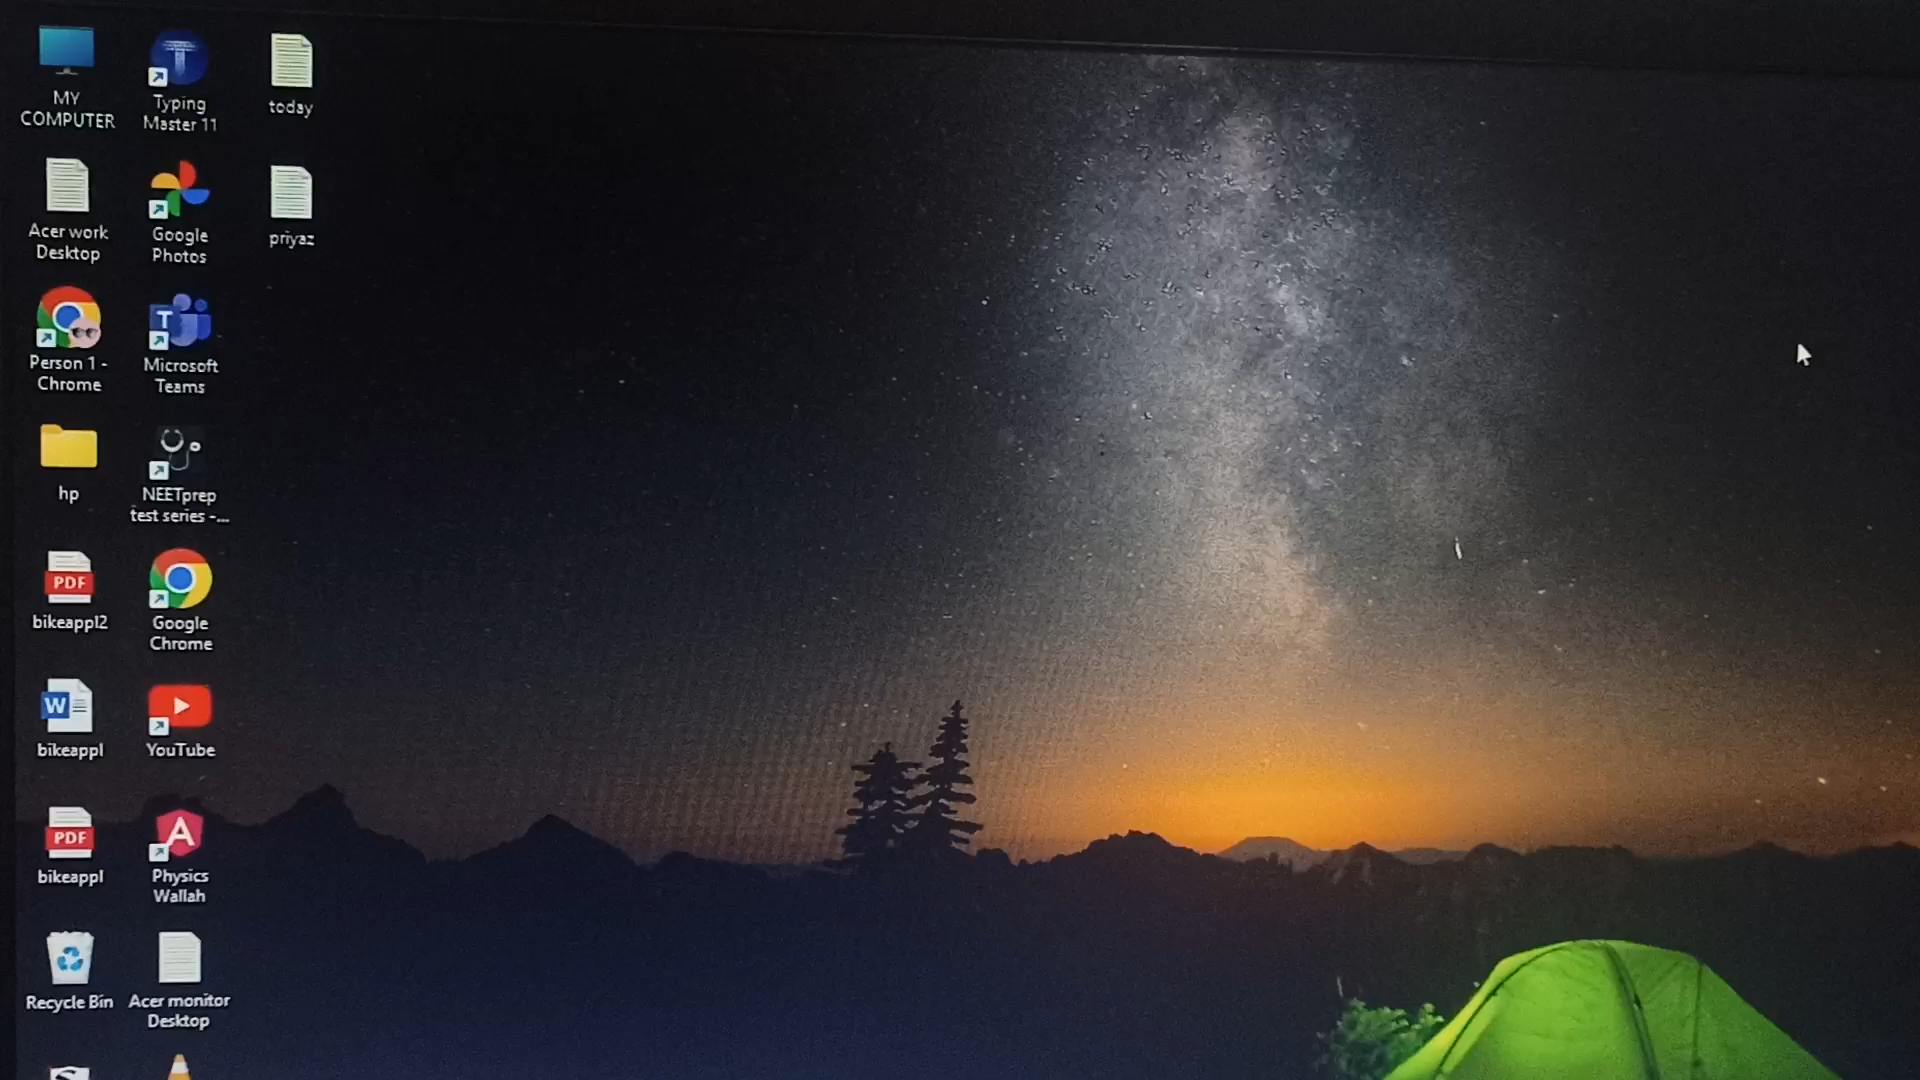 MY
COMPUTER
Typing
Master 11
today
Acer work
Desktop
Google
Photos
priyaz
Person 1 -
Chrome
T
Microsoft
Teams
hp
NEETprep
test series -...
PDF
bikeappl2
Google
Chrome
W
bikeappl
YouTube
PDF
bikeappl
A
Physics
Wallah
Recycle Bin
Acer monitor
Desktop